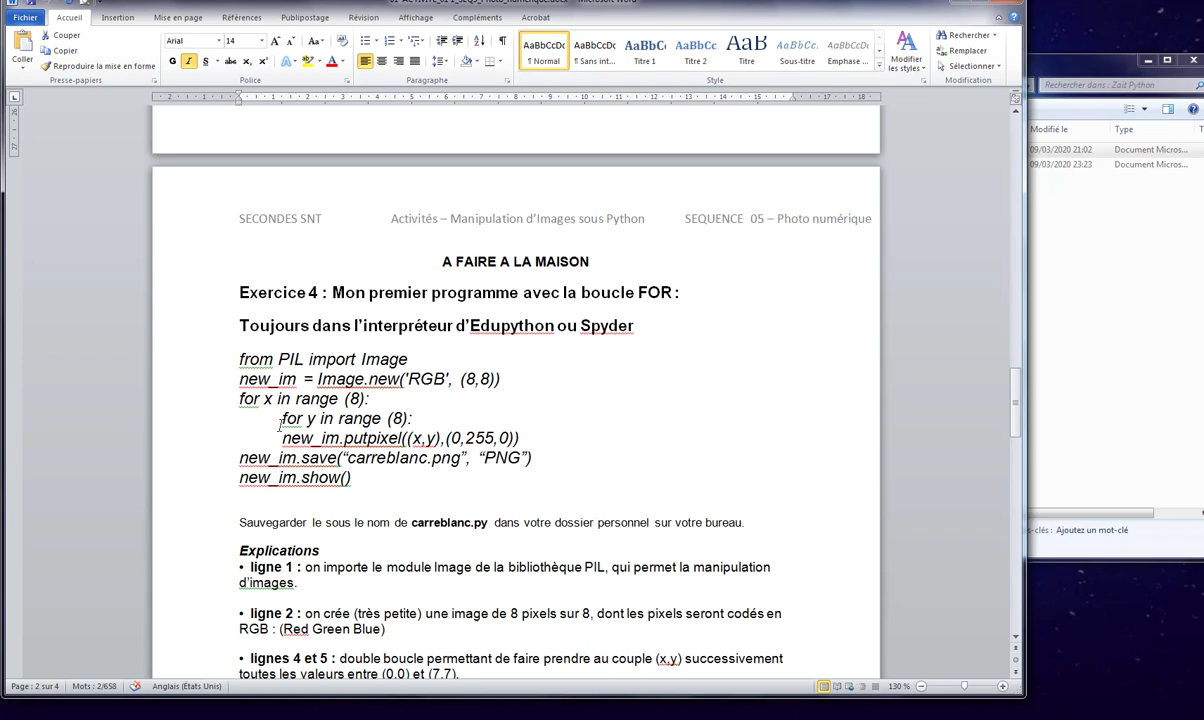 Fichier Accueil Insertion Mise en page Références Publipostage Révision Affichage Compléments Acrobat
Couper
Copier
Reproduire la mise en forme
Coller
Presse-papiers
Arial 14
Police
Paragraphe
AaBbCcDc AaBbCcDc AaBbC AaBbCc AaB AaBbCcL AaBbCcDc
¶ Normal ¶ Sans int... Titre 1 Titre 2 Titre Sous-titre Emphase ...
Style
Modifier
les styles
Rechercher
Remplacer
Sélectionner
Modification
Rechercher dans : Zait Python
Modifié le Type
09/03/2020 21:02 Document Micros...
09/03/2020 23:23 Document Micros...
s-clés : Ajoutez un mot-clé
SECONDES SNT Activités – Manipulation d’Images sous Python SEQUENCE 05 – Photo numérique
A FAIRE A LA MAISON
Exercice 4 : Mon premier programme avec la boucle FOR :
Toujours dans l’interpréteur d’Edupython ou Spyder
from PIL import Image
new_im = Image.new('RGB', (8,8))
for x in range (8):
for y in range (8):
new_im.putpixel((x,y),(0,255,0))
new_im.save(“carreblanc.png”, “PNG”)
new_im.show()
Sauvegarder le sous le nom de carreblanc.py dans votre dossier personnel sur votre bureau.
Explications
• ligne 1 : on importe le module Image de la bibliothèque PIL, qui permet la manipulation
d’images.
• ligne 2 : on crée (très petite) une image de 8 pixels sur 8, dont les pixels seront codés en
RGB : (Red Green Blue)
• lignes 4 et 5 : double boucle permettant de faire prendre au couple (x,y) successivement
toutes les valeurs entre (0,0) et (7,7).
Page : 2 sur 4 Mots : 2/658 Anglais (États Unis) 130 %